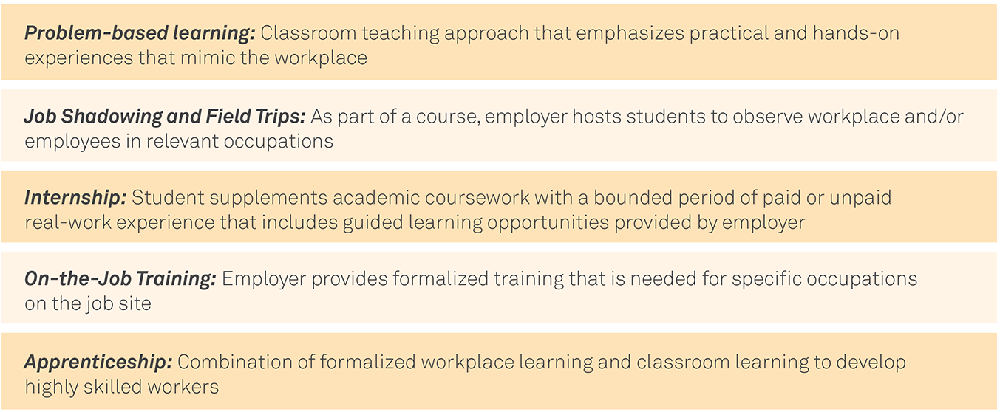 Problem-based learning: Classroom teaching approach that emphasizes practical and hands-on
experiences that mimic the workplace
Job Shadowing and Field Trips: As part of a course, employer hosts students to observe workplace and/or
employees in relevant occupations
Internship: Student supplements academic coursework with a bounded period of paid or unpaid
real-work experience that includes guided learning opportunities provided by employer
On-the-Job Training: Employer provides formalized training that is needed for specific occupations
on the job site
Apprenticeship: Combination of formalized workplace learning and classroom learning to develop
highly skilled workers